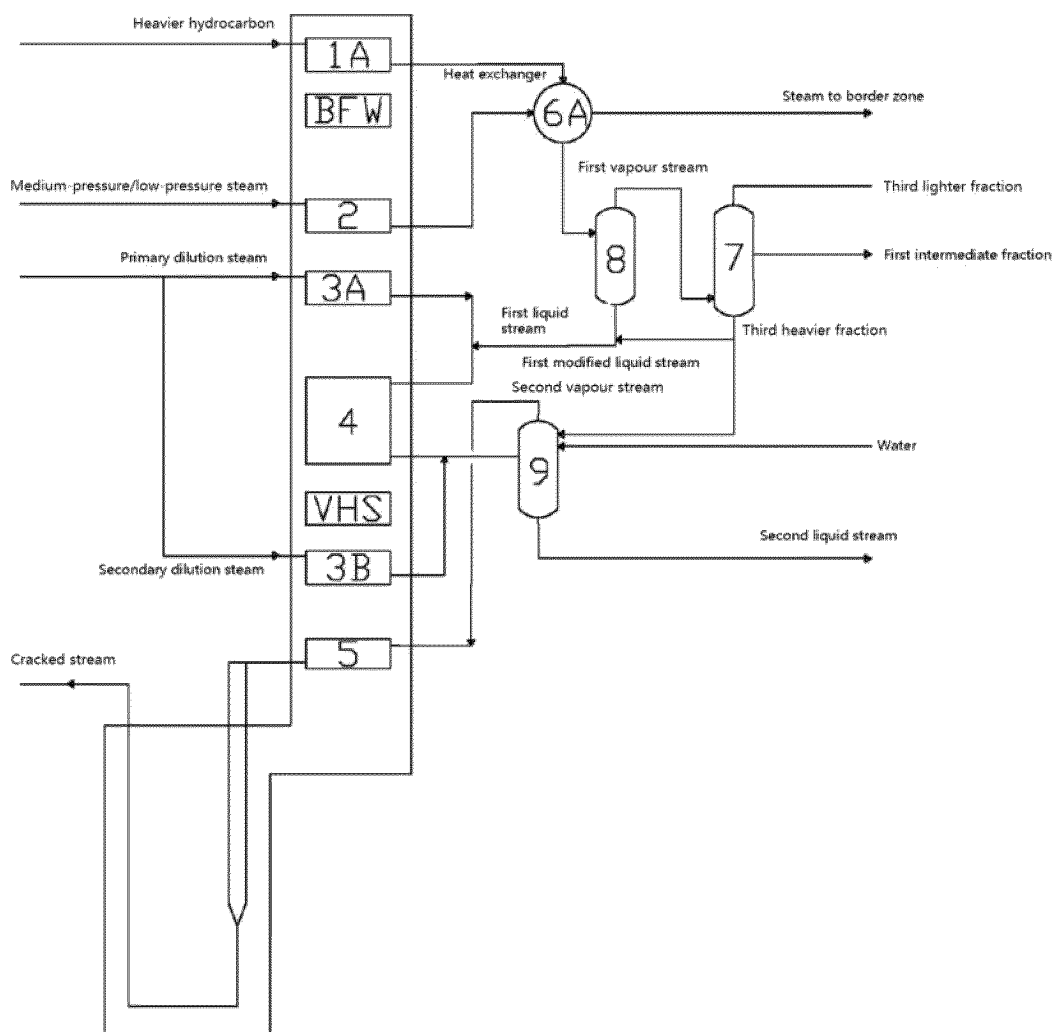 Heavier hydrocarbon
1A
Heat exchanger
BFW
6A
Steam to border zone
Medium-pressure/low-pressure steam
2
First vapour stream
Third lighter fraction
8
7
First intermediate fraction
Primary dilution steam
3A
First liquid
stream
Third heavier fraction
First modified liquid stream
Second vapour stream
4
9
Water
VHS
Second liquid stream
Secondary dilution steam
3B
5
Cracked stream